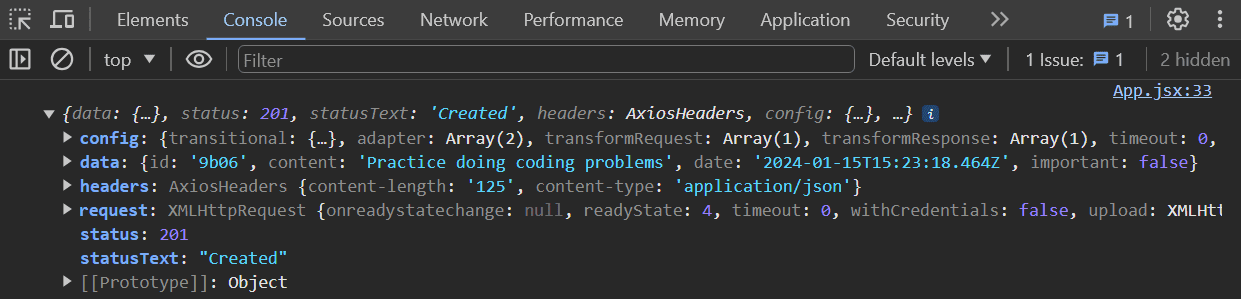 Elements Console Sources Network Performance Memory Application Security 1
top Filter Default levels 1 Issue: 1 2 hidden
App.jsx:33
{data: {…}, status: 201, statusText: 'Created', headers: AxiosHeaders, config: {…}, …} i
config: {transitional: {…}, adapter: Array(2), transformRequest: Array(1), transformResponse: Array(1), timeout: 0,
data: {id: '9b06', content: 'Practice doing coding problems', date: '2024-01-15T15:23:18.464Z', important: false}
headers: AxiosHeaders {content-length: '125', content-type: 'application/json'}
request: XMLHttpRequest {onreadystatechange: null, readyState: 4, timeout: 0, withCredentials: false, upload: XMLHtt
status: 201
statusText: "Created"
[[Prototype]]: Object